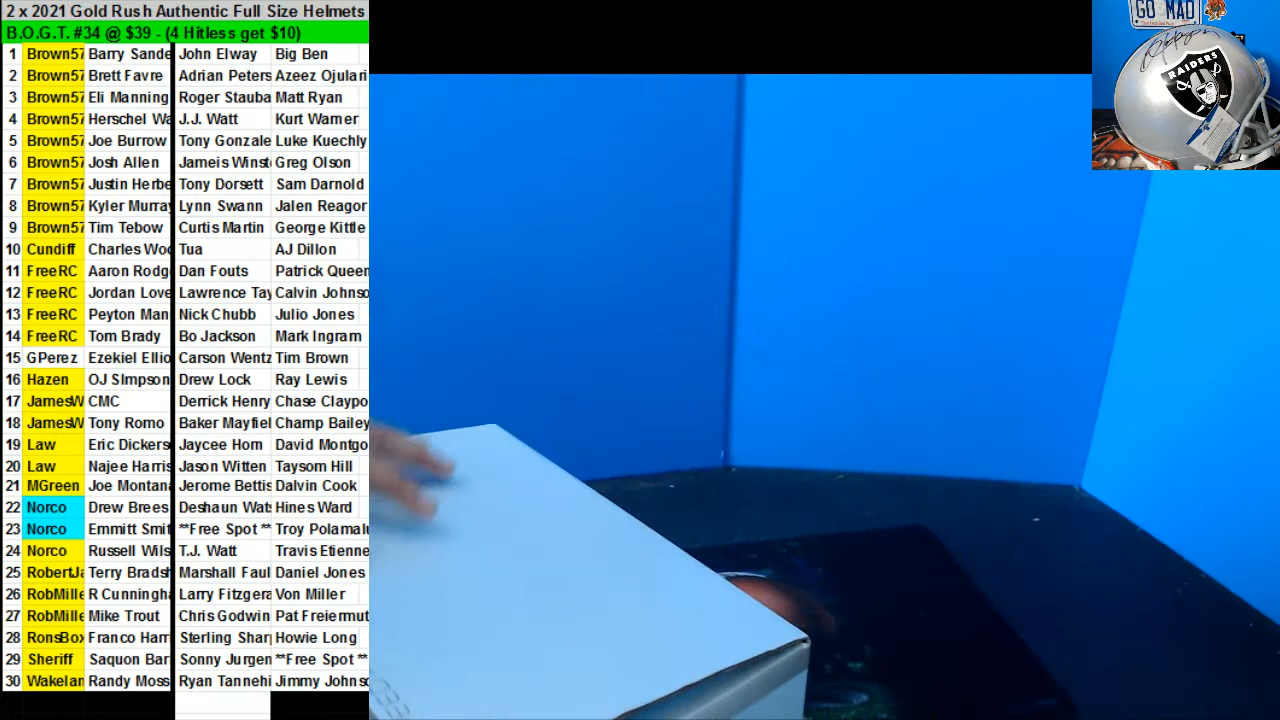 2 x 2021 Gold Rush Authentic Full Size Helmets
B.O.G.T. #34 @ $39 - (4 Hitless get $10)
1 Brown57 Barry Sande John Elway Big Ben
2 Brown57 Brett Favre Adrian Peters Azeez Ojulari
3 Brown57 Eli Manning Roger Stauba Matt Ryan
4 Brown57 Herschel Wa J.J. Watt Kurt Warner
5 Brown57 Joe Burrow Tony Gonzale Luke Kuechly
6 Brown57 Josh Allen Jameis Winst Greg Olson
7 Brown57 Justin Herbe Tony Dorsett Sam Darnold
8 Brown57 Kyler Murray Lynn Swann Jalen Reagor
9 Brown57 Tim Tebow Curtis Martin George Kittle
10 Cundiff Charles Woo Tua AJ Dillon
11 FreeRC Aaron Rodg Dan Fouts Patrick Queen
12 FreeRC Jordan Love Lawrence Tay Calvin Johnso
13 FreeRC Peyton Man Nick Chubb Julio Jones
14 FreeRC Tom Brady Bo Jackson Mark Ingram
15 GPerez Ezekiel Ellio Carson Wentz Tim Brown
16 Hazen OJ SImpson Drew Lock Ray Lewis
17 JamesW CMC Derrick Henry Chase Claypo
18 JamesW Tony Romo Baker Mayfiel Champ Bailey
19 Law Eric Dickers Jaycee Horn David Montgo
20 Law Najee Harris Jason Witten Taysom Hill
21 MGreen Joe Montana Jerome Bettis Dalvin Cook
22 Norco Drew Brees Deshaun Wats Hines Ward
23 Norco Emmitt Smit **Free Spot ** Troy Polamalu
24 Norco Russell Wils T.J. Watt Travis Etienne
25 RobertJa Terry Bradsh Marshall Faul Daniel Jones
26 RobMille R Cunningha Larry Fitzgera Von Miller
27 RobMille Mike Trout Chris Godwin Pat Freiermut
28 RonsBox Franco Harr Sterling Shar Howie Long
29 Sheriff Saquon Bar Sonny Jurgen **Free Spot **
30 Wakelan Randy Moss Ryan Tannehi Jimmy Johnso
GO MAD
RAIDERS